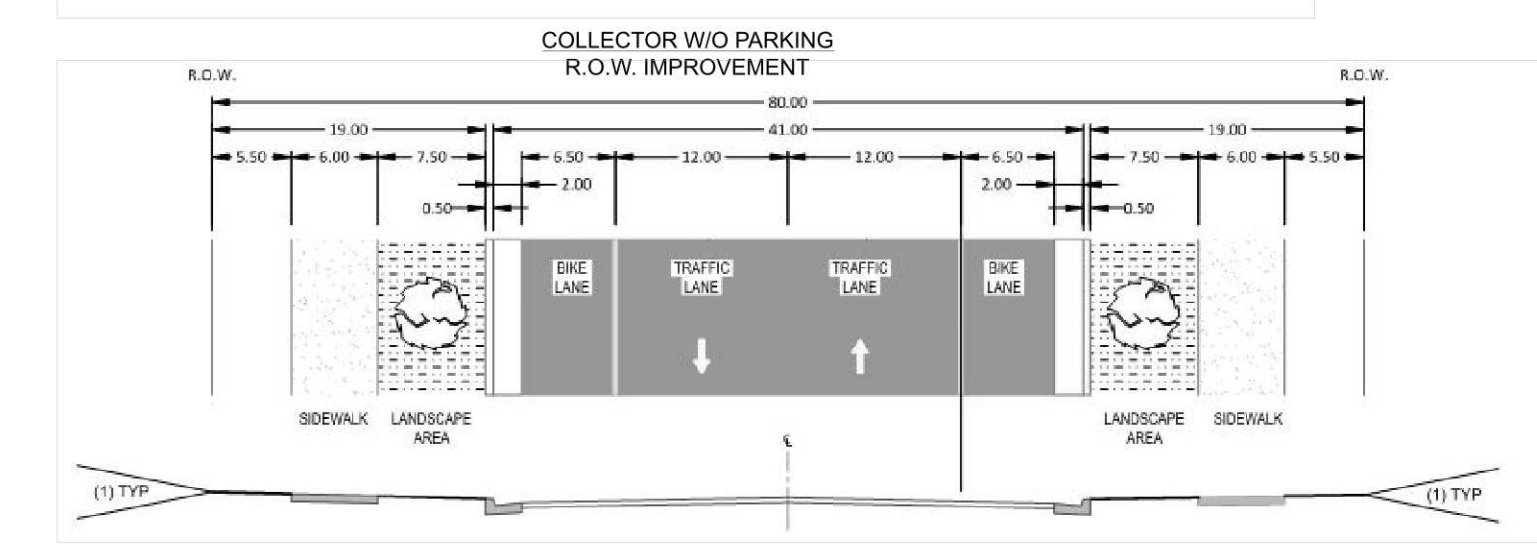 COLLECTOR W/O PARKING
R.O.W. IMPROVEMENT
R.O.W.
R.O.W.
80.00
19.00
41.00
19.00
5.50
6.00
7.50
6.50
12.00
12.00
6.50
7.50
6.00
5.50
2.00
2.00
0.50
0.50
BIKE
LANE
TRAFFIC
LANE
TRAFFIC
LANE
BIKE
LANE
SIDEWALK
LANDSCAPE
AREA
LANDSCAPE
AREA
SIDEWALK
℄
(1) TYP
(1) TYP